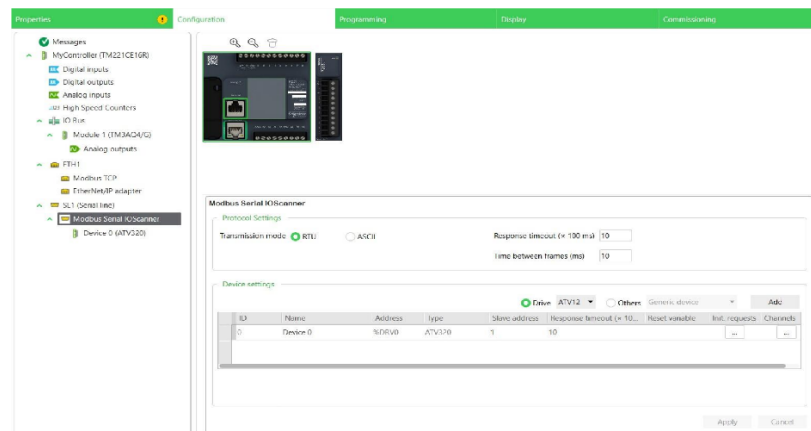 Properties
Configuration
Programming
Display
Commissioning
Messages
MyController (TM221CE16R)
Digital inputs
Digital outputs
Analog inputs
High Speed Counters
IO Bus
Module 1 (TM3AQ4/G)
Analog outputs
ETH1
Modbus TCP
EtherNet/IP adapter
SL1 (Serial line)
Modbus Serial IOScanner
Device 0 (ATV320)
Modbus Serial IOScanner
Protocol Settings
Transmission mode RTU ASCII Response timeout (× 100 ms) 10
Time between frames (ms) 10
Device settings
Drive ATV12 Others Generic device Add
ID Name Address Type Slave address Response timeout (× 10... Reset variable Init. requests Channels
0 Device 0 %DRV0 ATV320 1 10 ... ...
Apply Cancel